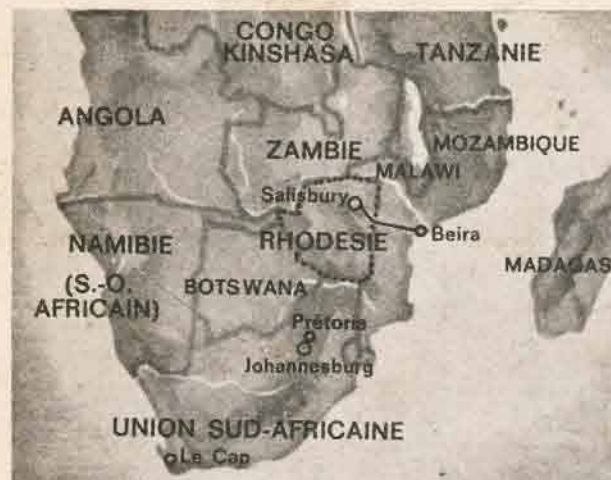 CONGO
KINSHASA
TANZANIE
ANGOLA
MOZAMBIQUE
ZAMBIE
MALAWI
Salisbury
Beira
NAMIBIE
RHODESIE
(S.-O.
AFRICAIN)
BOTSWANA
MADAGAS
Prétoria
Johannesburg
UNION SUD-AFRICAINE
Le Cap